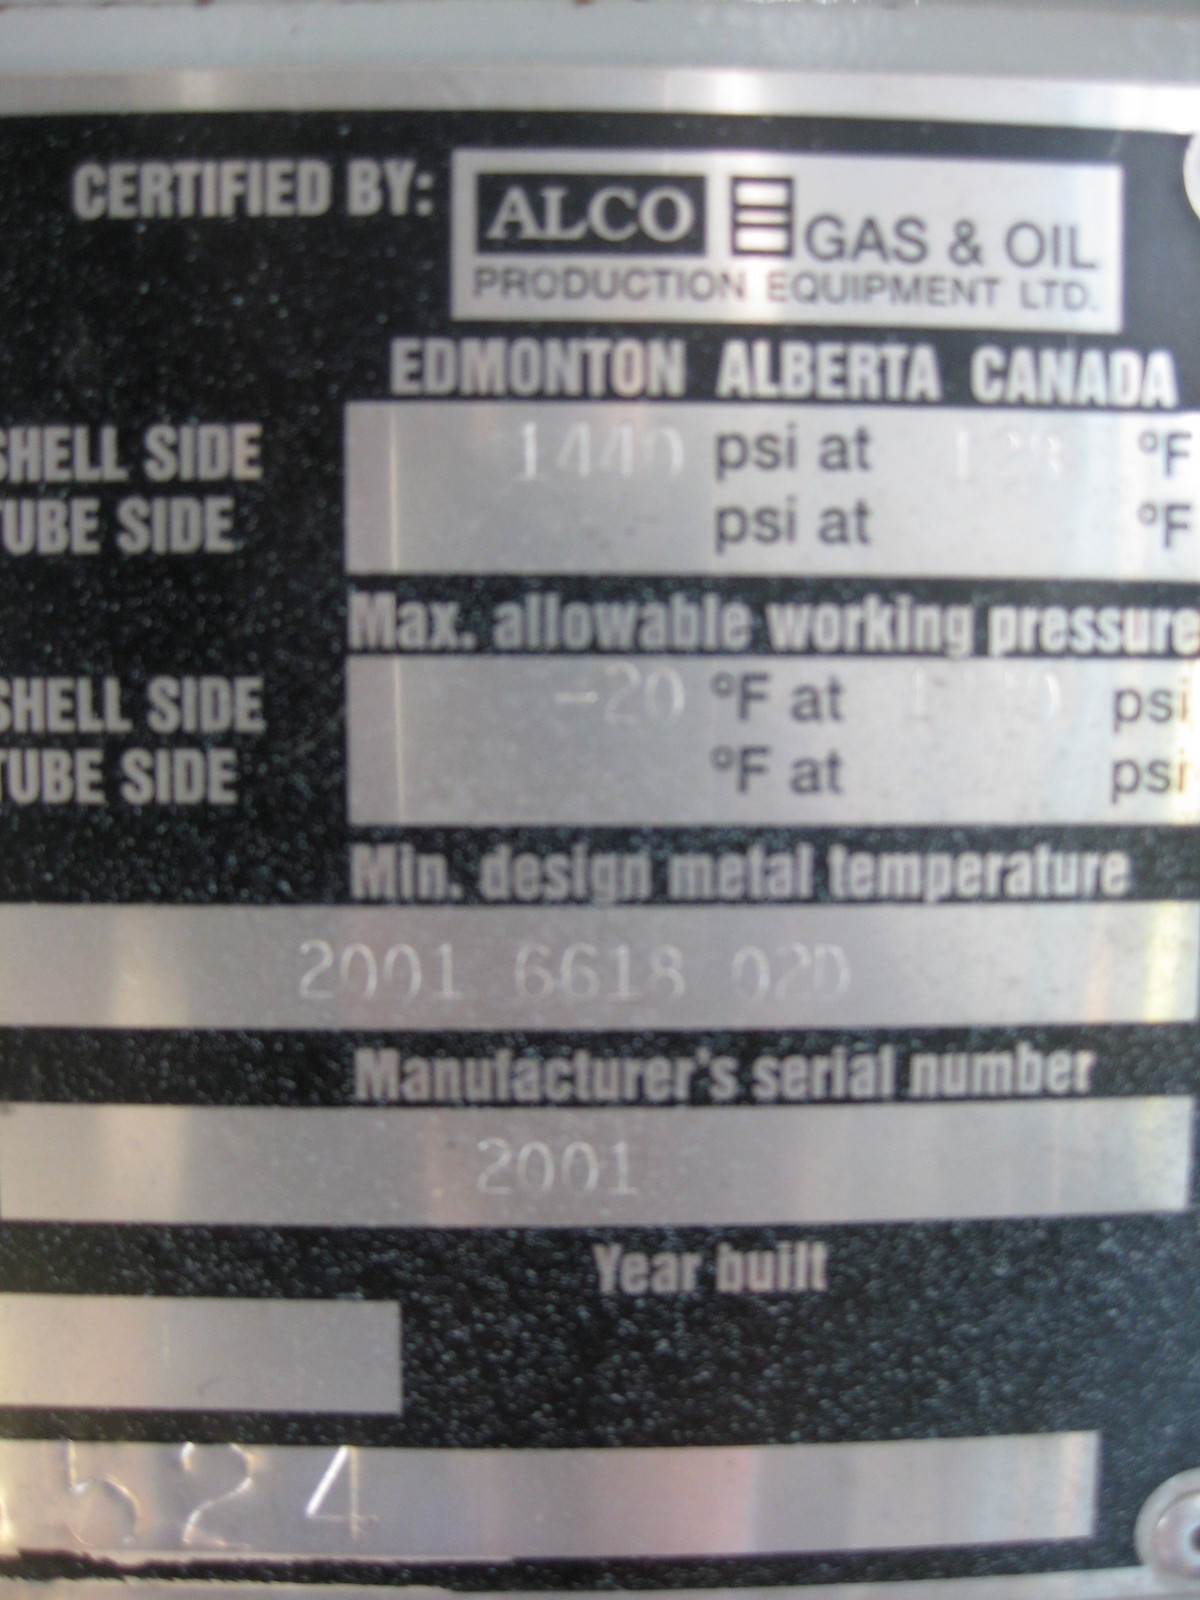 CERTIFIED BY: ALCO GAS & OIL
PRODUCTION EQUIPMENT LTD.
EDMONTON ALBERTA CANADA
SHELL SIDE 1440 psi at °F
TUBE SIDE psi at °F
Max. allowable working pressure
SHELL SIDE -20 °F at psi
TUBE SIDE °F at psi
Min. design metal temperature
2001 6618 02D
Manufacturer's serial number
2001
Year built
524